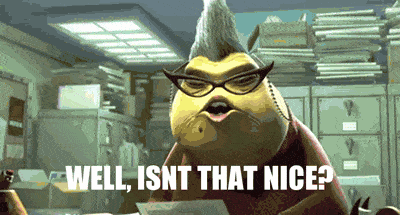 WELL, ISNT THAT NICE?